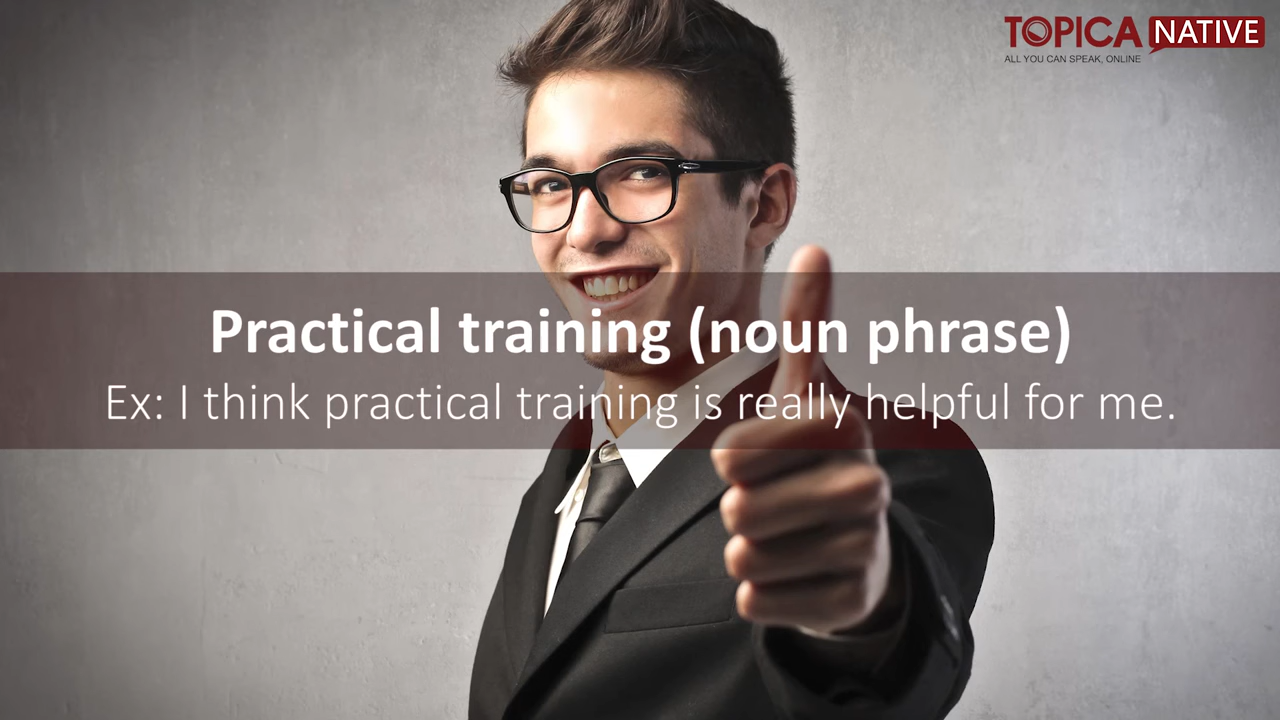 TOPICA NATIVE
ALL YOU CAN SPEAK, ONLINE
Practical training (noun phrase)
Ex: I think practical training is really helpful for me.